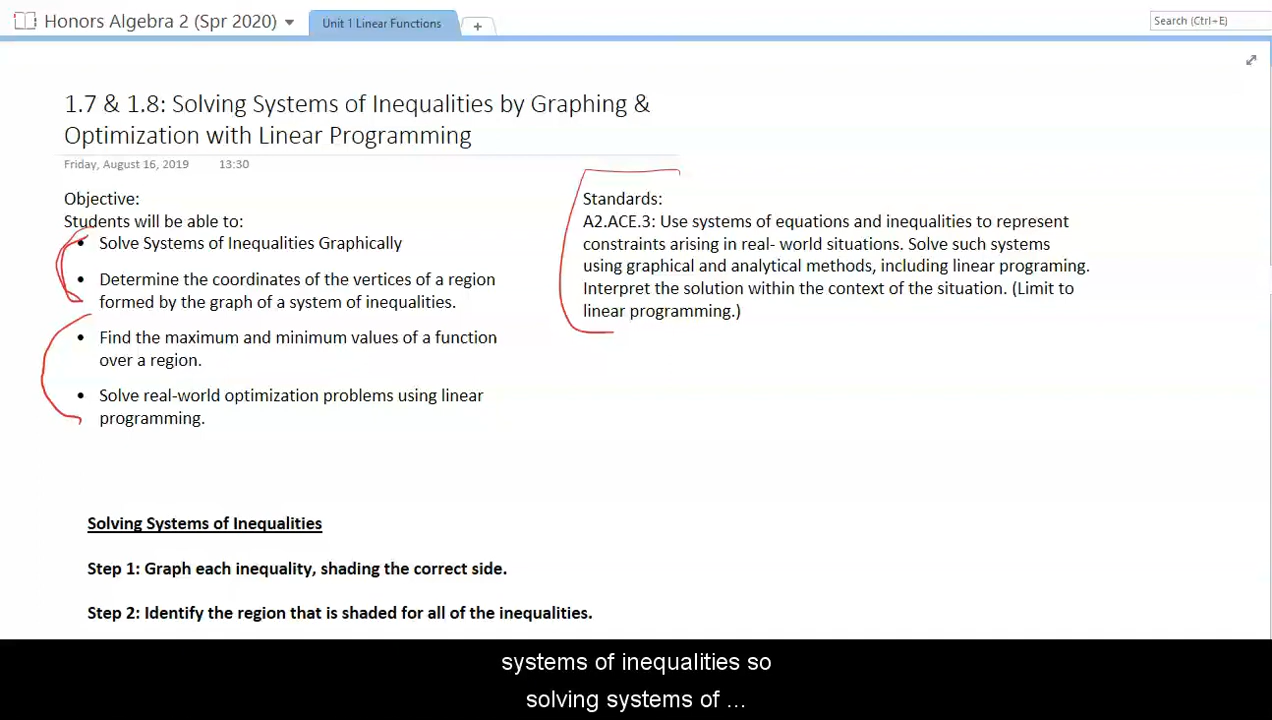 Honors Algebra 2 (Spr 2020)
Unit 1 Linear Functions
Search (Ctrl+E)
1.7 & 1.8: Solving Systems of Inequalities by Graphing &
Optimization with Linear Programming
Friday, August 16, 2019 13:30
Objective:
Students will be able to:
• Solve Systems of Inequalities Graphically
• Determine the coordinates of the vertices of a region
formed by the graph of a system of inequalities.
• Find the maximum and minimum values of a function
over a region.
• Solve real-world optimization problems using linear
programming.
Standards:
A2.ACE.3: Use systems of equations and inequalities to represent
constraints arising in real- world situations. Solve such systems
using graphical and analytical methods, including linear programing.
Interpret the solution within the context of the situation. (Limit to
linear programming.)
Solving Systems of Inequalities
Step 1: Graph each inequality, shading the correct side.
Step 2: Identify the region that is shaded for all of the inequalities.
systems of inequalities so
solving systems of ...